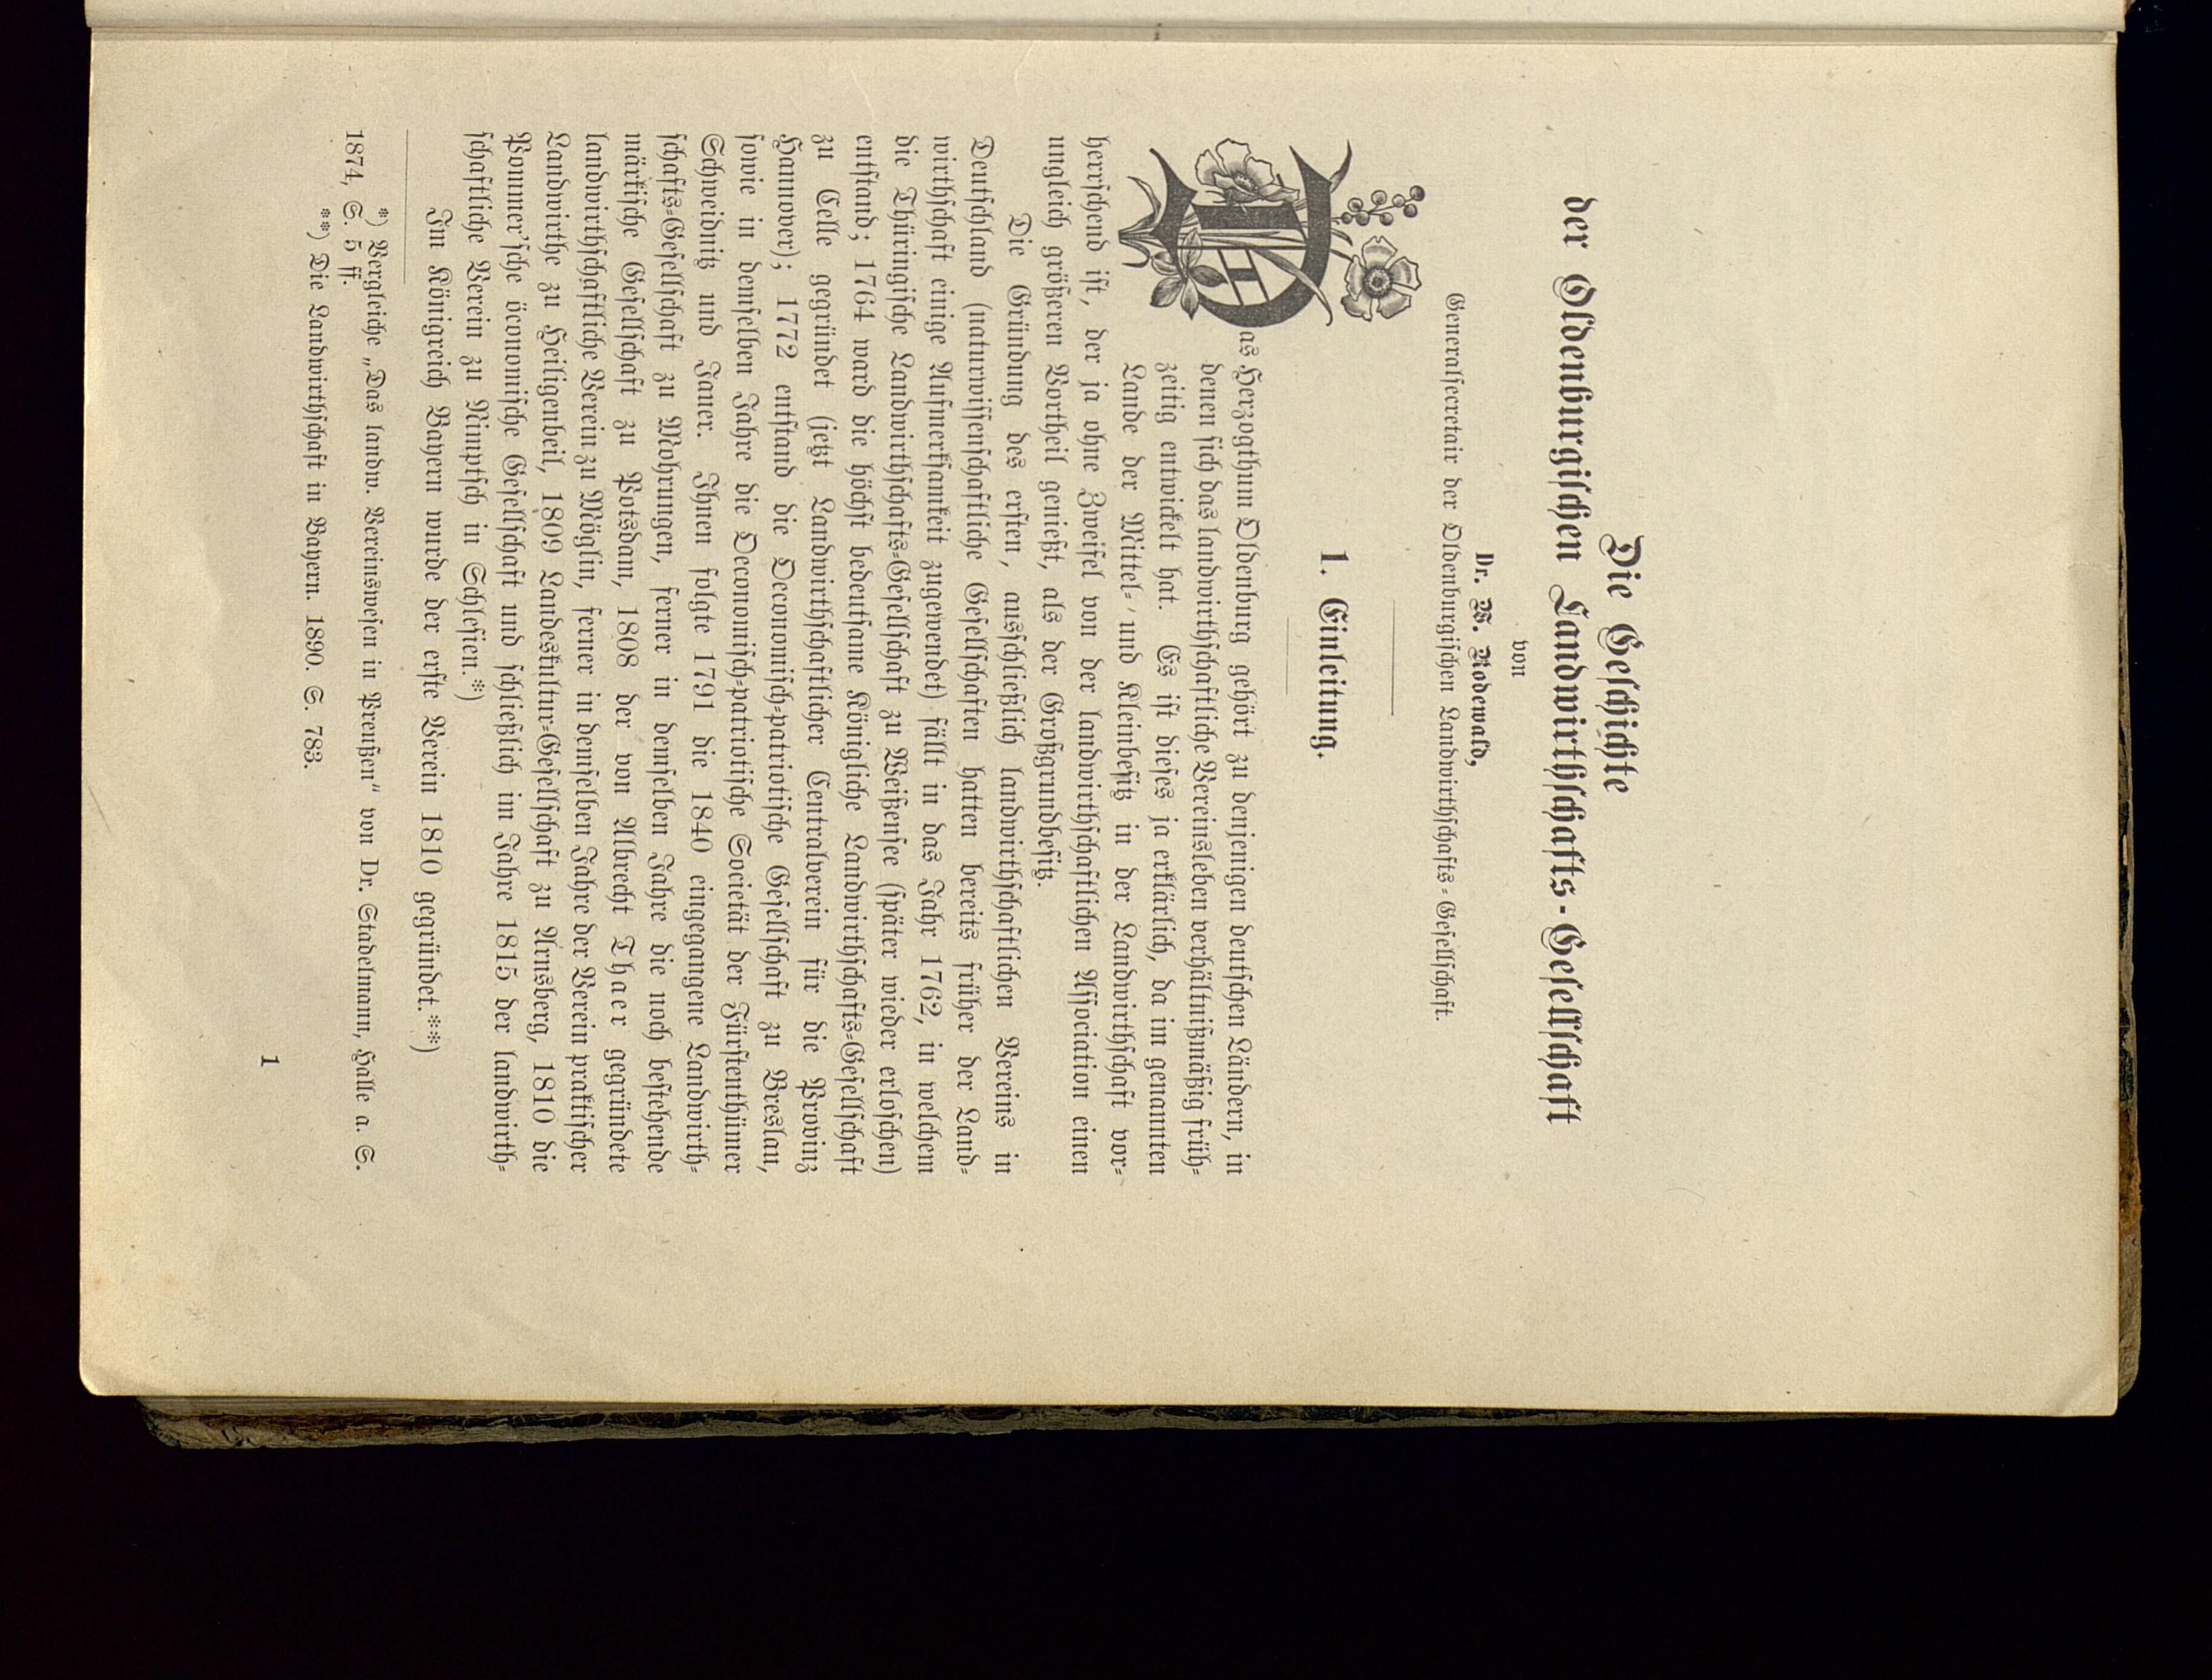 Die Geschichte
der Oldenburgischen Landwirthschafts-Gesellschaft
von
Dr. W. Rodewald,
Generalsecretair der Oldenburgischen Landwirthschafts-Gesellschaft.
1. Einleitung.
Das Herzogthum Oldenburg gehört zu denjenigen deutschen Ländern, in
denen sich das landwirthschaftliche Vereinsleben verhältnißmäßig früh-
zeitig entwickelt hat. Es ist dieses ja erklärlich, da im genannten
Lande der Mittel- und Kleinbesitz in der Landwirthschaft vor-
herrschend ist, der ja ohne Zweifel von der landwirthschaftlichen Association einen
ungleich größeren Vortheil genießt, als der Großgrundbesitz.
Die Gründung des ersten, ausschließlich landwirthschaftlichen Vereins in
Deutschland (naturwissenschaftliche Gesellschaften hatten bereits früher der Land-
wirthschaft einige Aufmerksamkeit zugewendet) fällt in das Jahr 1762, in welchem
die Thüringische Landwirthschafts-Gesellschaft zu Weißensee (später wieder erloschen)
entstand; 1764 ward die höchst bedeutsame Königliche Landwirthschafts-Gesellschaft
zu Celle gegründet (jetzt Landwirthschaftlicher Centralverein für die Provinz
Hannover); 1772 entstand die Oeconomisch-patriotische Gesellschaft zu Breslau,
sowie in demselben Jahre die Oeconomisch-patriotische Societät der Fürstenthümer
Schweidnitz und Jauer. Ihnen folgte 1791 die 1840 eingegangene Landwirth-
schafts-Gesellschaft zu Mohrungen, ferner in demselben Jahre die noch bestehende
märkische Gesellschaft zu Potsdam, 1808 der von Albrecht Thaer gegründete
landwirthschaftliche Verein zu Möglin, ferner in demselben Jahre der Verein praktischer
Landwirthe zu Heiligenbeil, 1809 Landeskultur-Gesellschaft zu Arnsberg, 1810 die
Pommer'sche öconomische Gesellschaft und schließlich im Jahre 1815 der landwirth-
schaftliche Verein zu Nimptsch in Schlesien.*)
Im Königreich Bayern wurde der erste Verein 1810 gegründet.**)
*) Vergleiche „Das landw. Vereinswesen in Preußen“ von Dr. Stadelmann, Halle a. S.
1874, S. 5 ff.
**) Die Landwirthschaft in Bayern. 1890. S. 783.
1